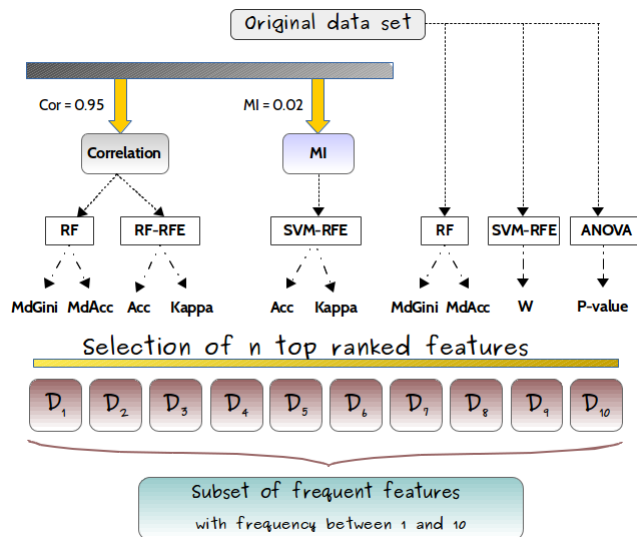 Original data set
Cor = 0.95
MI = 0.02
Correlation
MI
RF
RF-RFE
SVM-RFE
RF
SVM-RFE
ANOVA
MdGini
MdAcc
Acc
Kappa
Acc
Kappa
MdGini
MdAcc
W
P-value
Selection of n top ranked features
D1
D2
D3
D4
D5
D6
D7
D8
D9
D10
Subset of frequent features
with frequency between 1 and 10